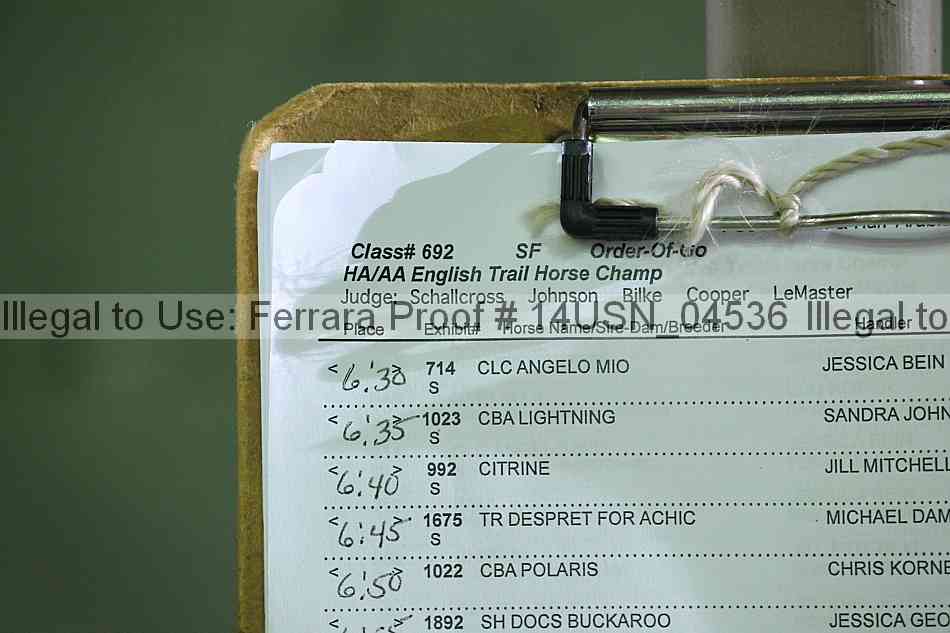 Class# 692 SF Order-Of-Go
HA/AA English Trail Horse Champ
Judge: Schallcross Johnson Bilke Cooper LeMaster
Illegal to Use: Ferrara Proof # 14USN_04536 Illegal to
Place Exhibit# Horse Name/Sire-Dam/Breeder Handler
<6:30> 714 CLC ANGELO MIO JESSICA BEIN
S
<6:35> 1023 CBA LIGHTNING SANDRA JOHN
S
<6:40> 992 CITRINE JILL MITCHELL
S
<6:45> 1675 TR DESPRET FOR ACHIC MICHAEL DAM
S
<6:50> 1022 CBA POLARIS CHRIS KORNE
< 1892 SH DOCS BUCKAROO JESSICA GEO